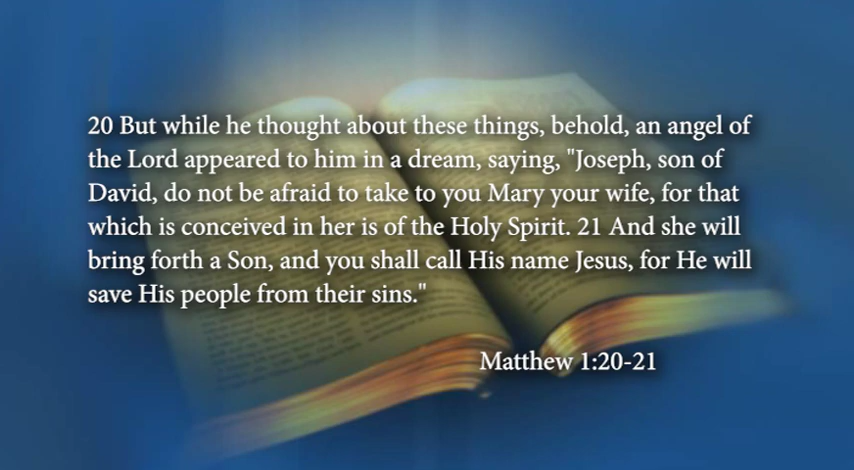 20 But while he thought about these things, behold, an angel of
the Lord appeared to him in a dream, saying, "Joseph, son of
David, do not be afraid to take to you Mary your wife, for that
which is conceived in her is of the Holy Spirit. 21 And she will
bring forth a Son, and you shall call His name Jesus, for He will
save His people from their sins."
Matthew 1:20-21